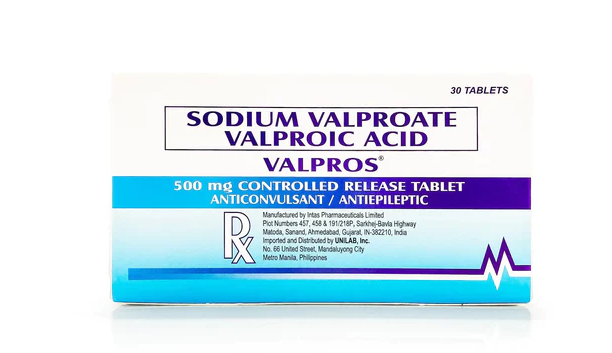 30 TABLETS
SODIUM VALPROATE
VALPROIC ACID
VALPROS®
500 mg CONTROLLED RELEASE TABLET
ANTICONVULSANT / ANTIEPILEPTIC
Rx
Manufactured by Intas Pharmaceuticals Limited
Plot Numbers 457, 458 & 191/218P, Sarkhej-Bavla Highway
Matoda, Sanand, Ahmedabad, Gujarat, IN-382210, India
Imported and Distributed by UNILAB, Inc.
No. 66 United Street, Mandaluyong City
Metro Manila, Philippines